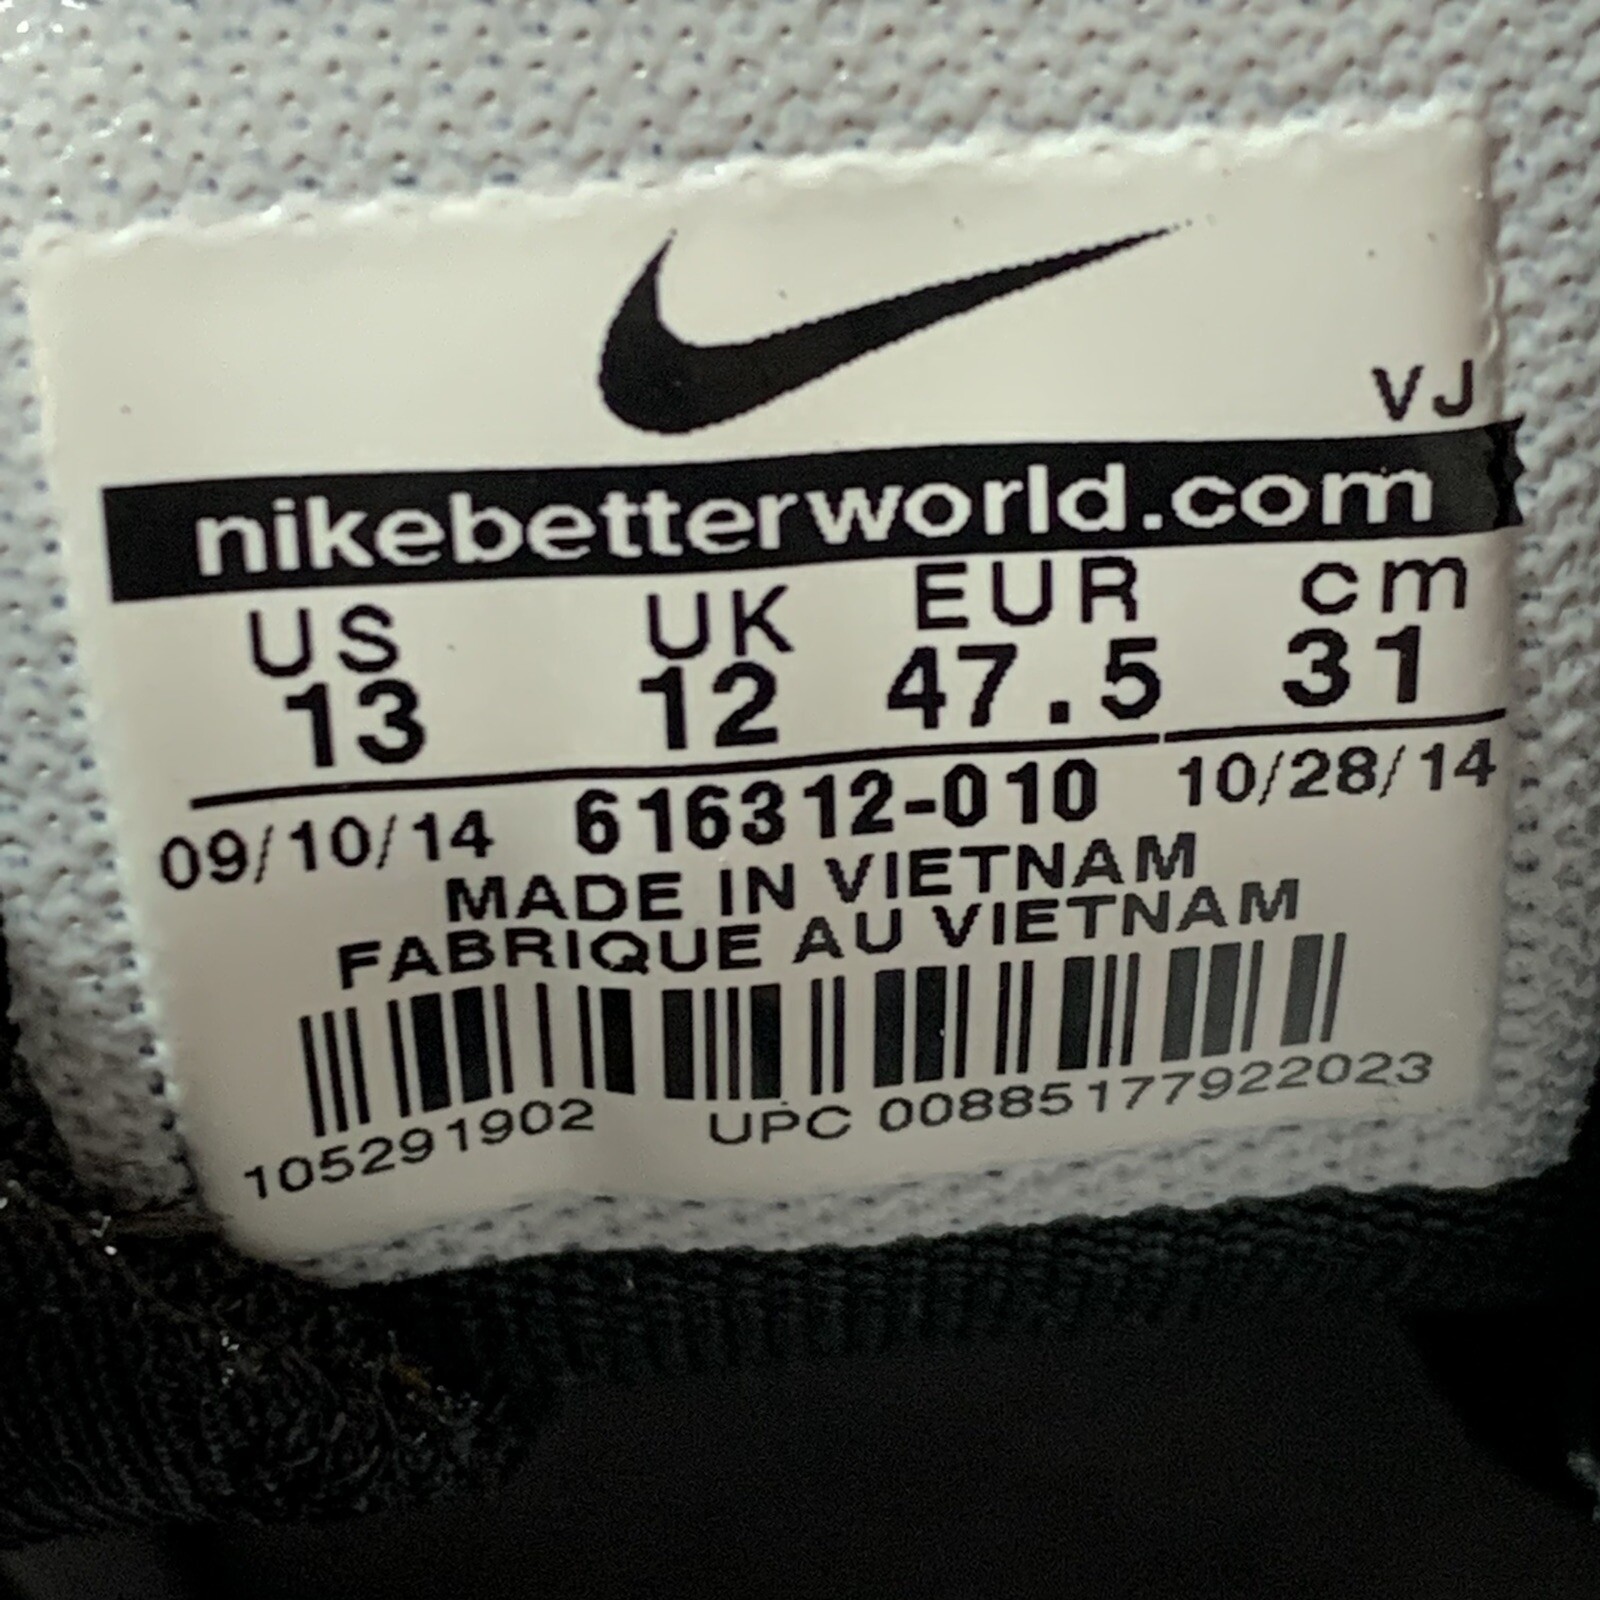 VJ
nikebetterworld.com
US UK EUR cm
13 12 47.5 31
09/10/14 616312-010 10/28/14
MADE IN VIETNAM
FABRIQUE AU VIETNAM
105291902 UPC 00885177922023